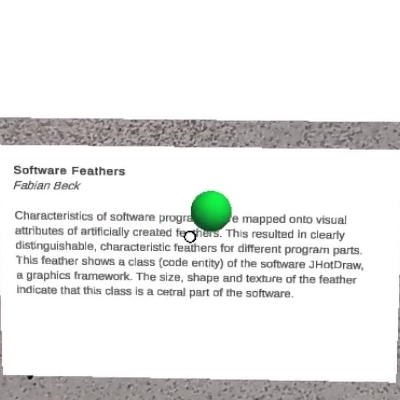 Software Feathers
Fabian Beck
Characteristics of software mapped onto visual
attributes of artificially created feathers. This resulted in clearly
distinguishable, characteristic feathers for different program parts.
This feather shows a class (code entity) of the software JHotDraw,
a graphics framework. The size, shape and texture of the feather
indicate that this class is a cetral part of the software.